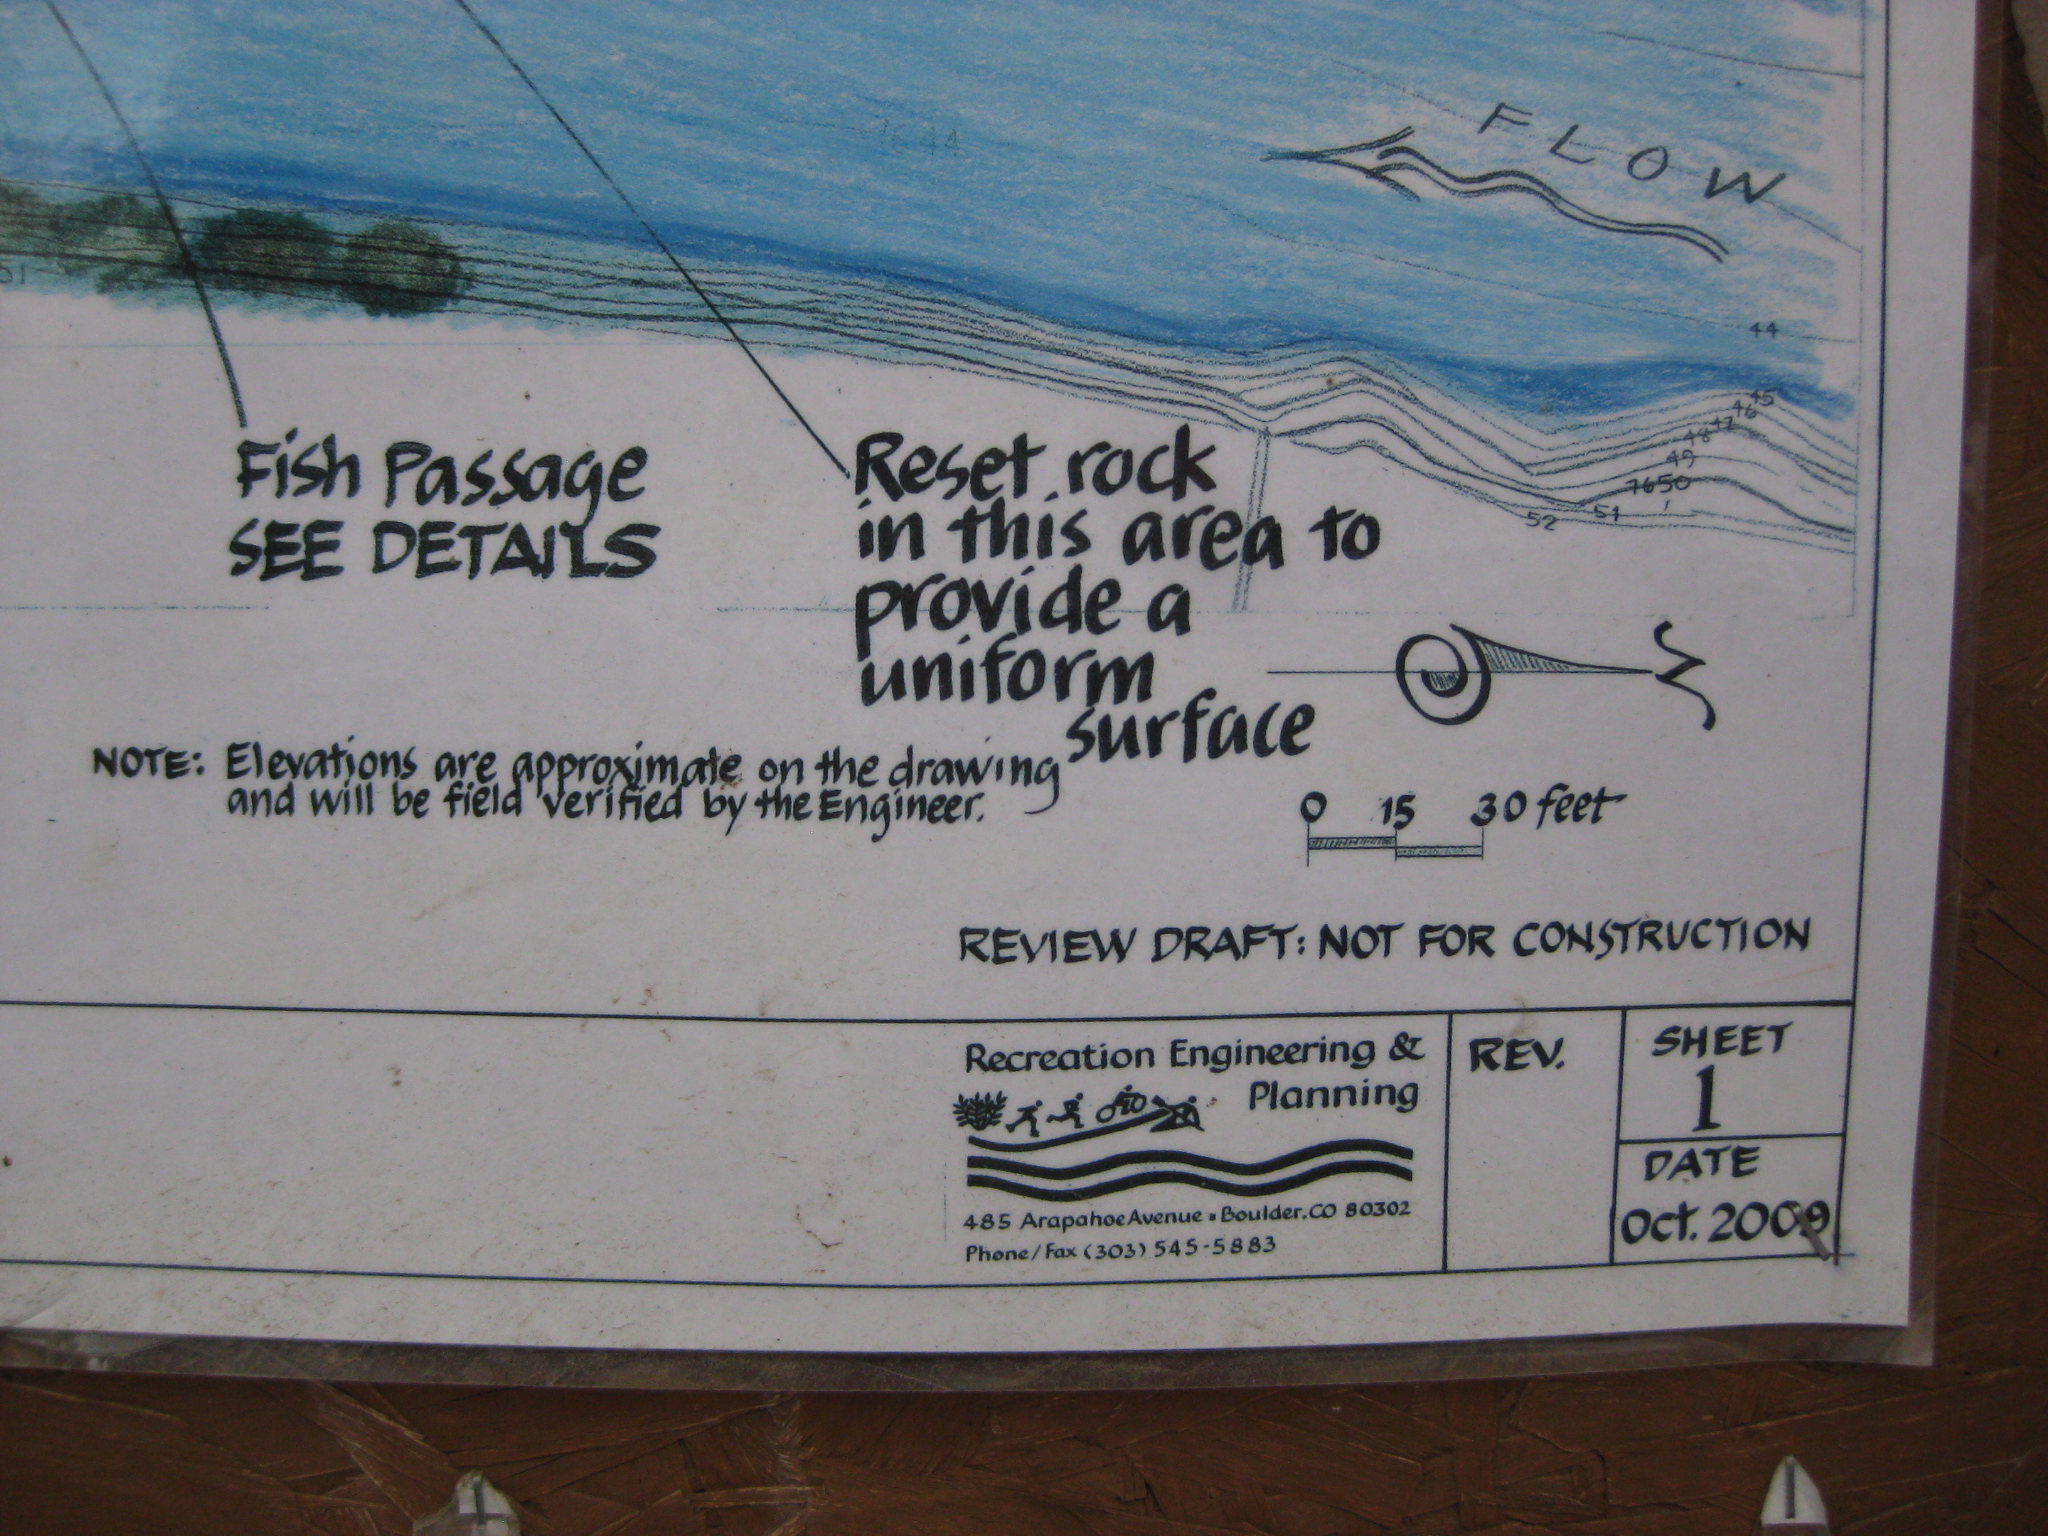 FLOW
7644
44
45
46
47
48
49
7650
51
52
51
Fish Passage
SEE DETAILS
Reset rock
in this area to
provide a
uniform
surface
N
NOTE: Elevations are approximate on the drawing
and will be field verified by the Engineer.
0 15 30 feet
REVIEW DRAFT: NOT FOR CONSTRUCTION
Recreation Engineering &
Planning
485 Arapahoe Avenue • Boulder, CO 80302
Phone/Fax (303) 545-5883
REV.
SHEET
1
DATE
Oct. 2009